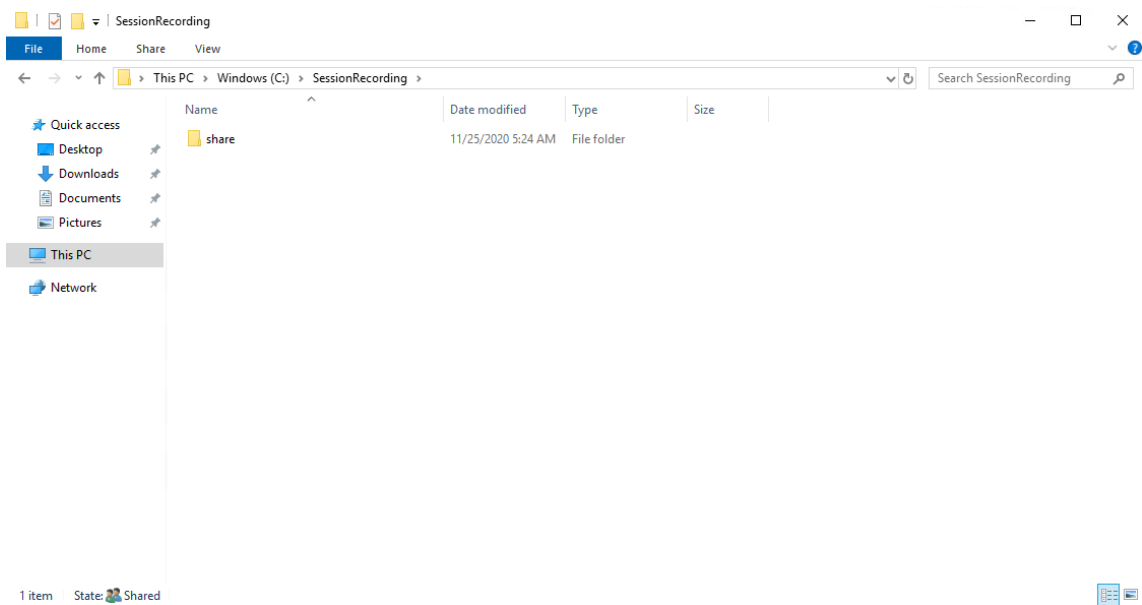 SessionRecording
File Home Share View
This PC > Windows (C:) > SessionRecording >
Search SessionRecording
Name Date modified Type Size
share 11/25/2020 5:24 AM File folder
Quick access
Desktop
Downloads
Documents
Pictures
This PC
Network
1 item State: Shared